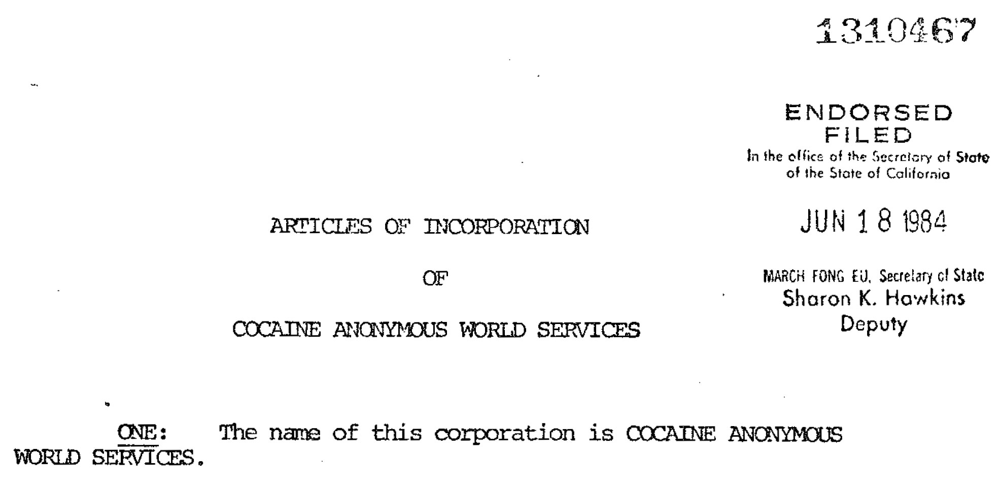 1310467
ENDORSED
FILED
In the office of the Secretary of State
of the State of California
JUN 18 1984
MARCH FONG EU, Secretary of State
Sharon K. Hawkins
Deputy
ARTICLES OF INCORPORATION
OF
COCAINE ANONYMOUS WORLD SERVICES
ONE: The name of this corporation is COCAINE ANONYMOUS
WORLD SERVICES.